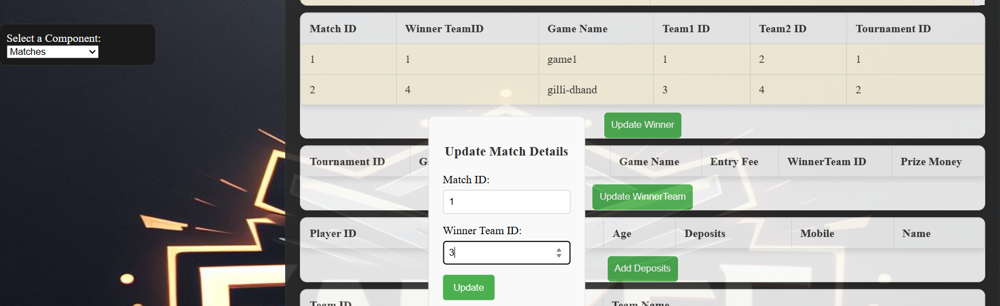 Select a Component:
Matches
Match ID Winner TeamID Game Name Team1 ID Team2 ID Tournament ID
1 1 game1 1 2 1
2 4 gilli-dhand 3 4 2
Update Winner
Tournament ID G Game Name Entry Fee WinnerTeam ID Prize Money
Update WinnerTeam
Player ID Age Deposits Mobile Name
Add Deposits
Team ID Team Name
Update Match Details
Match ID:
1
Winner Team ID:
3
Update